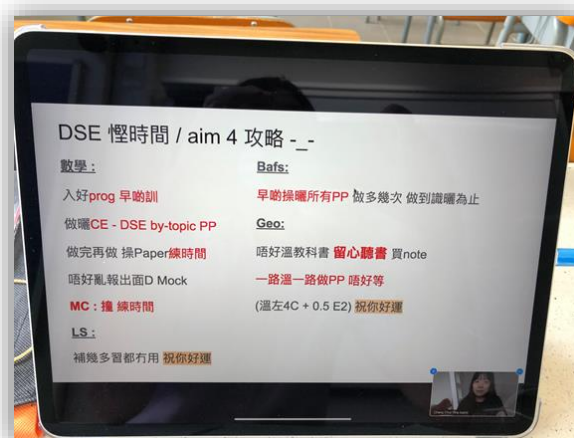 DSE 慳時間 / aim 4 攻略 -_-
數學：
入好prog 早啲訓
做曬CE - DSE by-topic PP
做完再做 操Paper練時間
唔好亂報出面D Mock
MC : 撞 練時間
LS :
補幾多習都冇用 祝你好運
Bafs:
早啲操曬所有PP 做多幾次 做到識曬為止
Geo:
唔好溫教科書 留心聽書 買note
一路溫一路做PP 唔好等
(溫左4C + 0.5 E2) 祝你好運